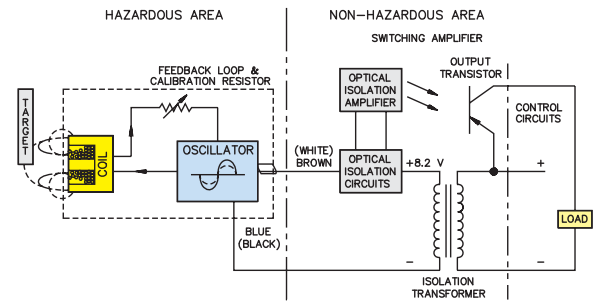 HAZARDOUS AREA
NON-HAZARDOUS AREA
SWITCHING AMPLIFIER
FEEDBACK LOOP &
CALIBRATION RESISTOR
OPTICAL
ISOLATION
AMPLIFIER
OUTPUT
TRANSISTOR
TARGET
CONTROL
CIRCUITS
COIL
OSCILLATOR
(WHITE)
BROWN
OPTICAL
ISOLATION
CIRCUITS
+8.2 V
+
LOAD
BLUE
(BLACK)
–
–
ISOLATION
TRANSFORMER